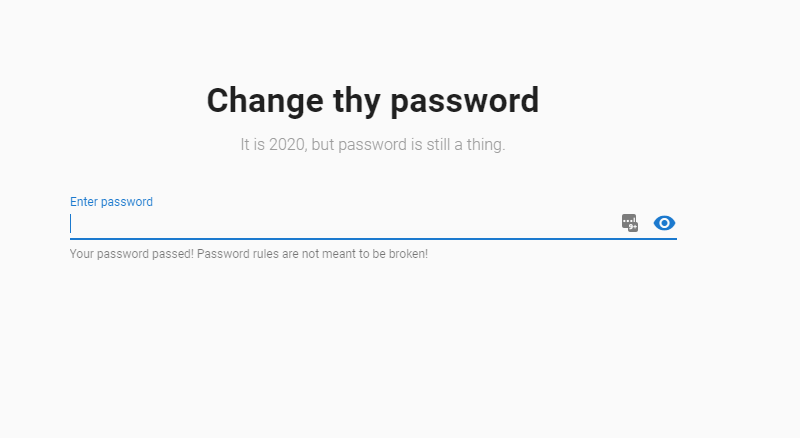 Change thy password
It is 2020, but password is still a thing.
Enter password
9+
Your password passed! Password rules are not meant to be broken!